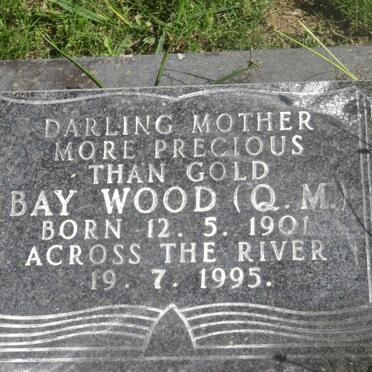 DARLING MOTHER
MORE PRECIOUS
THAN GOLD
BAY WOOD (Q. M.)
BORN 12. 5. 1901
ACROSS THE RIVER
19. 7. 1995.